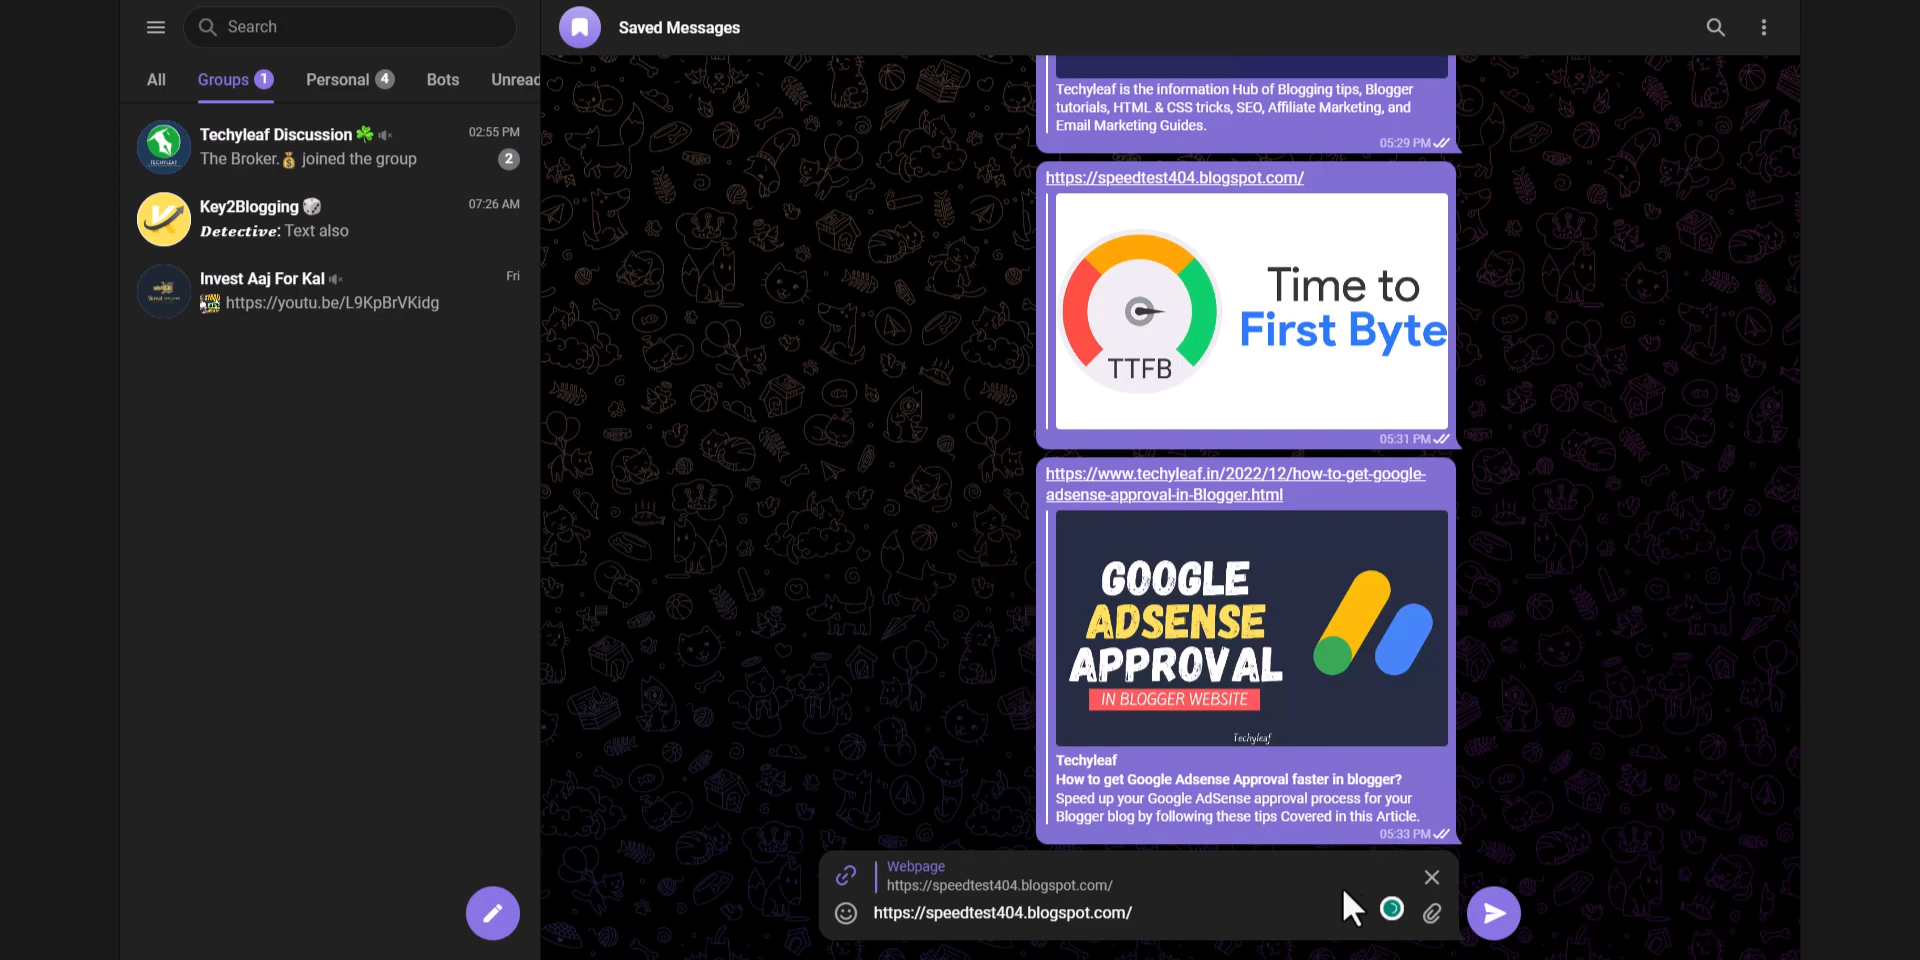 Search
Saved Messages
All
Groups 1
Personal 4
Bots
Unread
Techyleaf Discussion ☘️
02:55 PM
The Broker.💰 joined the group
2
Key2Blogging 🎲
07:26 AM
Detective: Text also
Invest Aaj For Kal
Fri
https://youtu.be/L9KpBrVKidg
Techyleaf is the information Hub of Blogging tips, Blogger
tutorials, HTML & CSS tricks, SEO, Affiliate Marketing, and
Email Marketing Guides.
05:29 PM
https://speedtest404.blogspot.com/
Time to
First Byte
TTFB
05:31 PM
https://www.techyleaf.in/2022/12/how-to-get-google-
adsense-approval-in-Blogger.html
GOOGLE
ADSENSE
APPROVAL
IN BLOGGER WEBSITE
Techyleaf
Techyleaf
How to get Google Adsense Approval faster in blogger?
Speed up your Google AdSense approval process for your
Blogger blog by following these tips Covered in this Article.
05:33 PM
Webpage
https://speedtest404.blogspot.com/
https://speedtest404.blogspot.com/